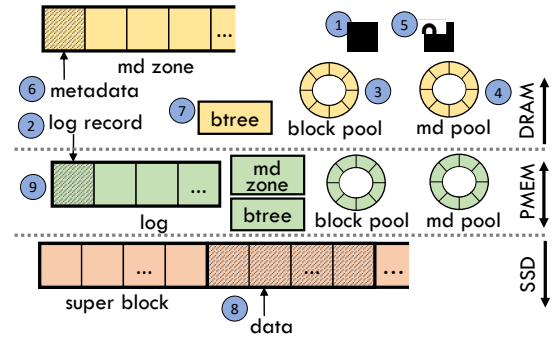 1
5
...
md zone
6
metadata
3
4
2
log record
7
btree
block pool
md pool
DRAM
9
...
md
zone
btree
log
block pool
md pool
PMEM
...
...
...
super block
8
data
SSD